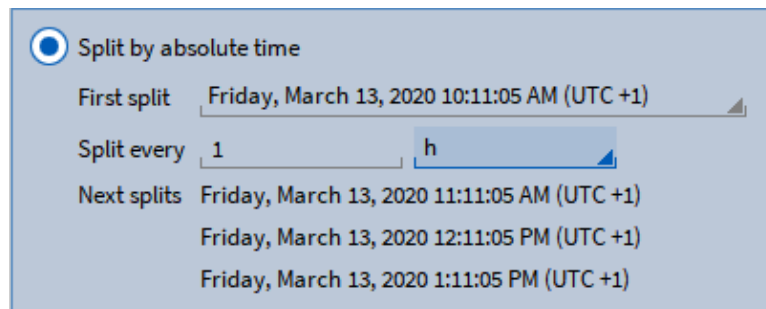 Split by absolute time
First split Friday, March 13, 2020 10:11:05 AM (UTC +1)
Split every 1 h
Next splits Friday, March 13, 2020 11:11:05 AM (UTC +1)
Friday, March 13, 2020 12:11:05 PM (UTC +1)
Friday, March 13, 2020 1:11:05 PM (UTC +1)